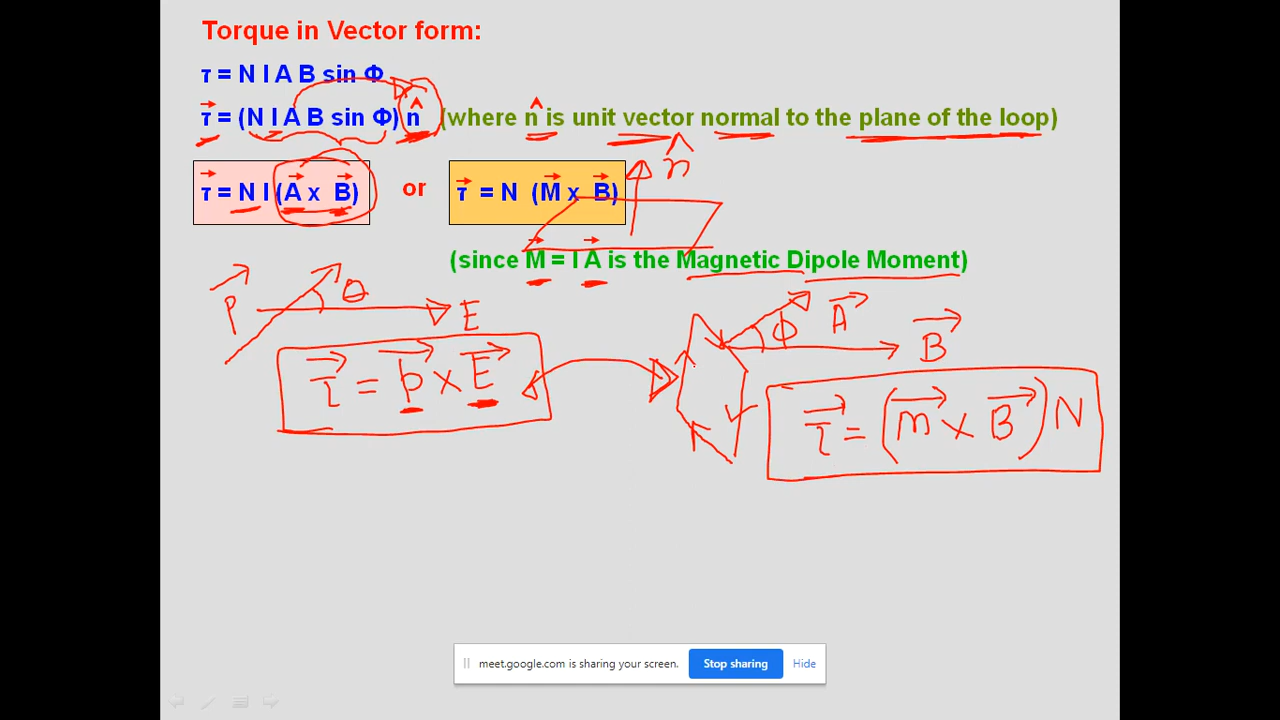 Torque in Vector form:
τ = N I A B sin Φ
τ⃗ = (N I A B sin Φ) n̂ (where n̂ is unit vector normal to the plane of the loop)
τ⃗ = N I (A⃗ x B⃗) or τ⃗ = N (M⃗ x B⃗)
n̂
(since M⃗ = I A⃗ is the Magnetic Dipole Moment)
P⃗ θ E
Φ A⃗ B⃗
τ⃗ = p⃗ × E⃗
τ⃗ = (m⃗ × B⃗) N
meet.google.com is sharing your screen. Stop sharing Hide